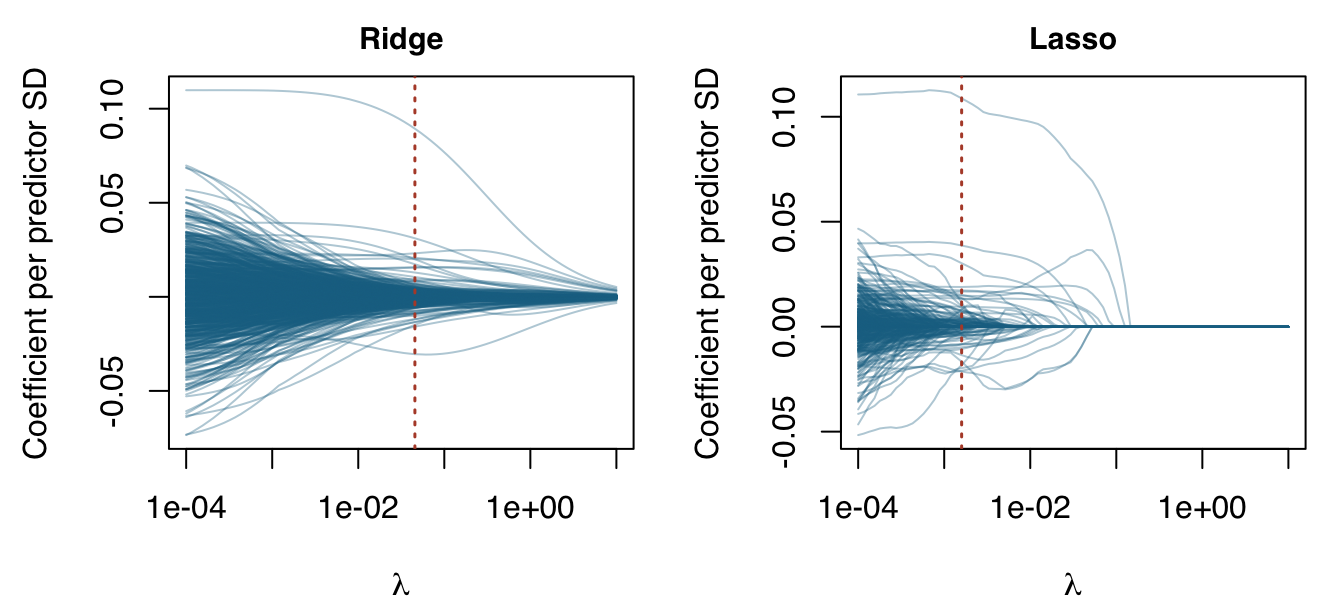 Ridge
Coefficient per predictor SD
0.10
0.05
-0.05
1e-04 1e-02 1e+00
λ
Lasso
Coefficient per predictor SD
0.10
0.05
0.00
-0.05
1e-04 1e-02 1e+00
λ